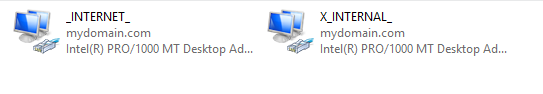 _INTERNET_
mydomain.com
Intel(R) PRO/1000 MT Desktop Ad...
X_INTERNAL_
mydomain.com
Intel(R) PRO/1000 MT Desktop Ad...